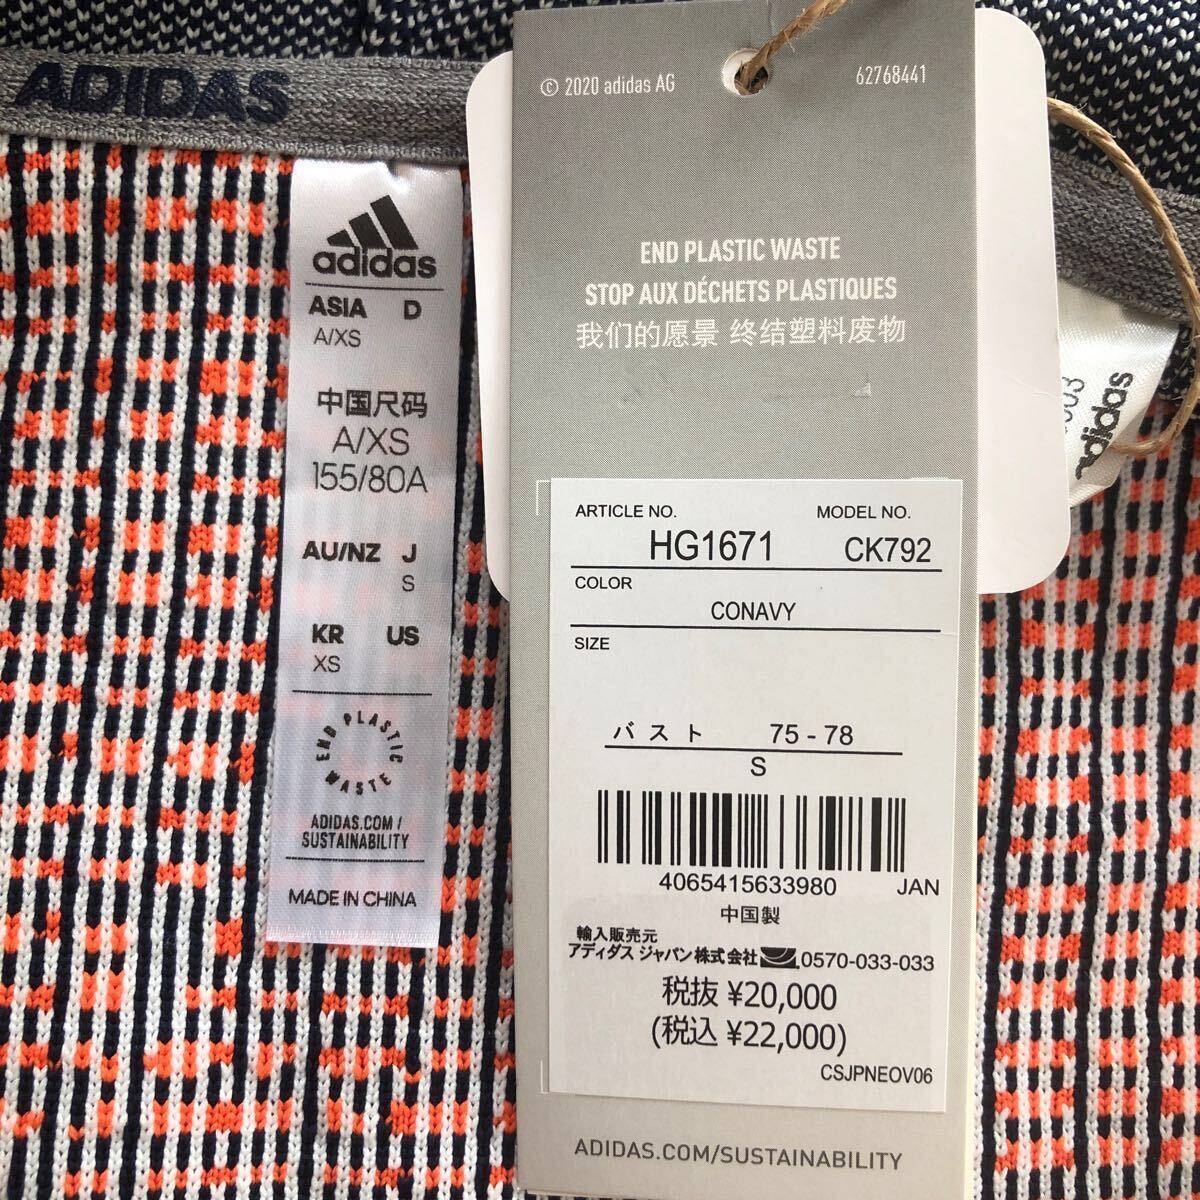 ADIDAS
adidas
ASIA D
A/XS
中国尺码
A/XS
155/80A
AU/NZ J
S
KR US
XS
END PLASTIC WASTE
ADIDAS.COM/
SUSTAINABILITY
MADE IN CHINA
© 2020 adidas AG 62768441
END PLASTIC WASTE
STOP AUX DÉCHETS PLASTIQUES
我们的愿景 终结塑料废物
ARTICLE NO. MODEL NO.
HG1671 CK792
COLOR
CONAVY
SIZE
バスト 75-78
S
4065415633980 JAN
中国製
輸入販売元
アディダス ジャパン株式会社 0570-033-033
税抜 ¥20,000
(税込 ¥22,000)
CSJPNEOV06
ADIDAS.COM/SUSTAINABILITY
adidas